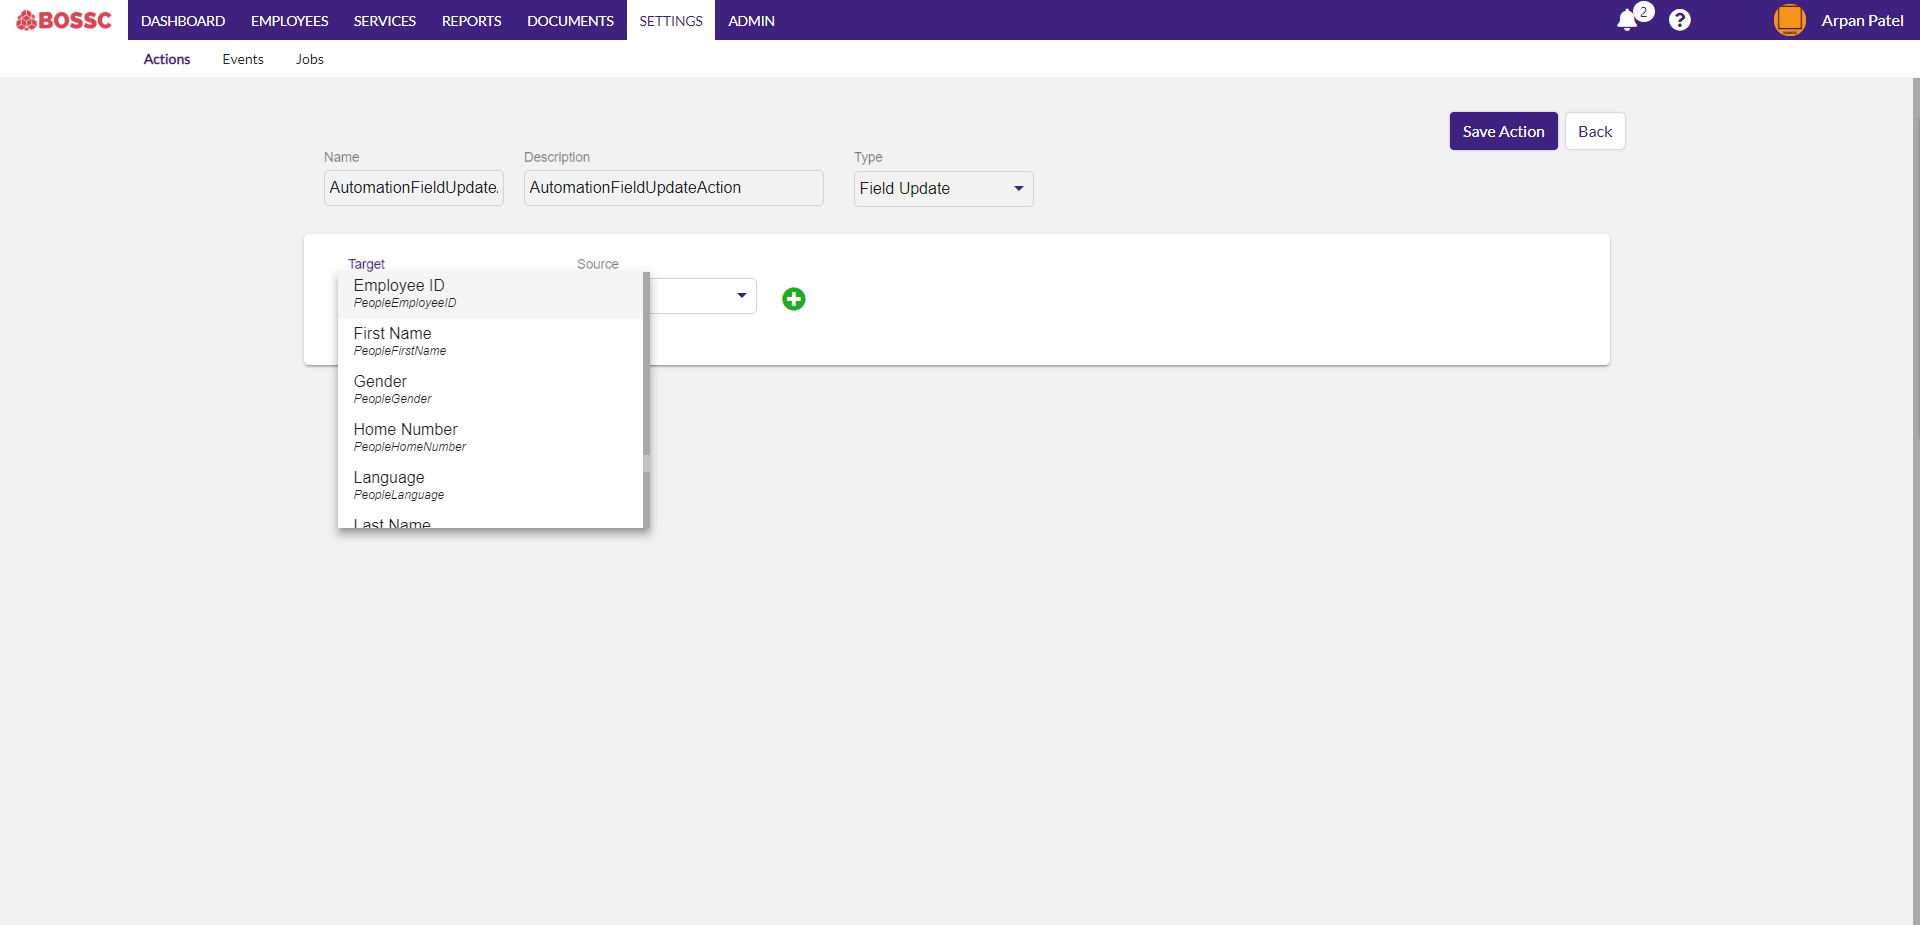 BOSSC
DASHBOARD EMPLOYEES SERVICES REPORTS DOCUMENTS SETTINGS ADMIN
2
?
Arpan Patel
Actions Events Jobs
Save Action Back
Name Description Type
AutomationFieldUpdate AutomationFieldUpdateAction Field Update
Target Source
Employee ID
PeopleEmployeeID
First Name
PeopleFirstName
Gender
PeopleGender
Home Number
PeopleHomeNumber
Language
PeopleLanguage
Last Name